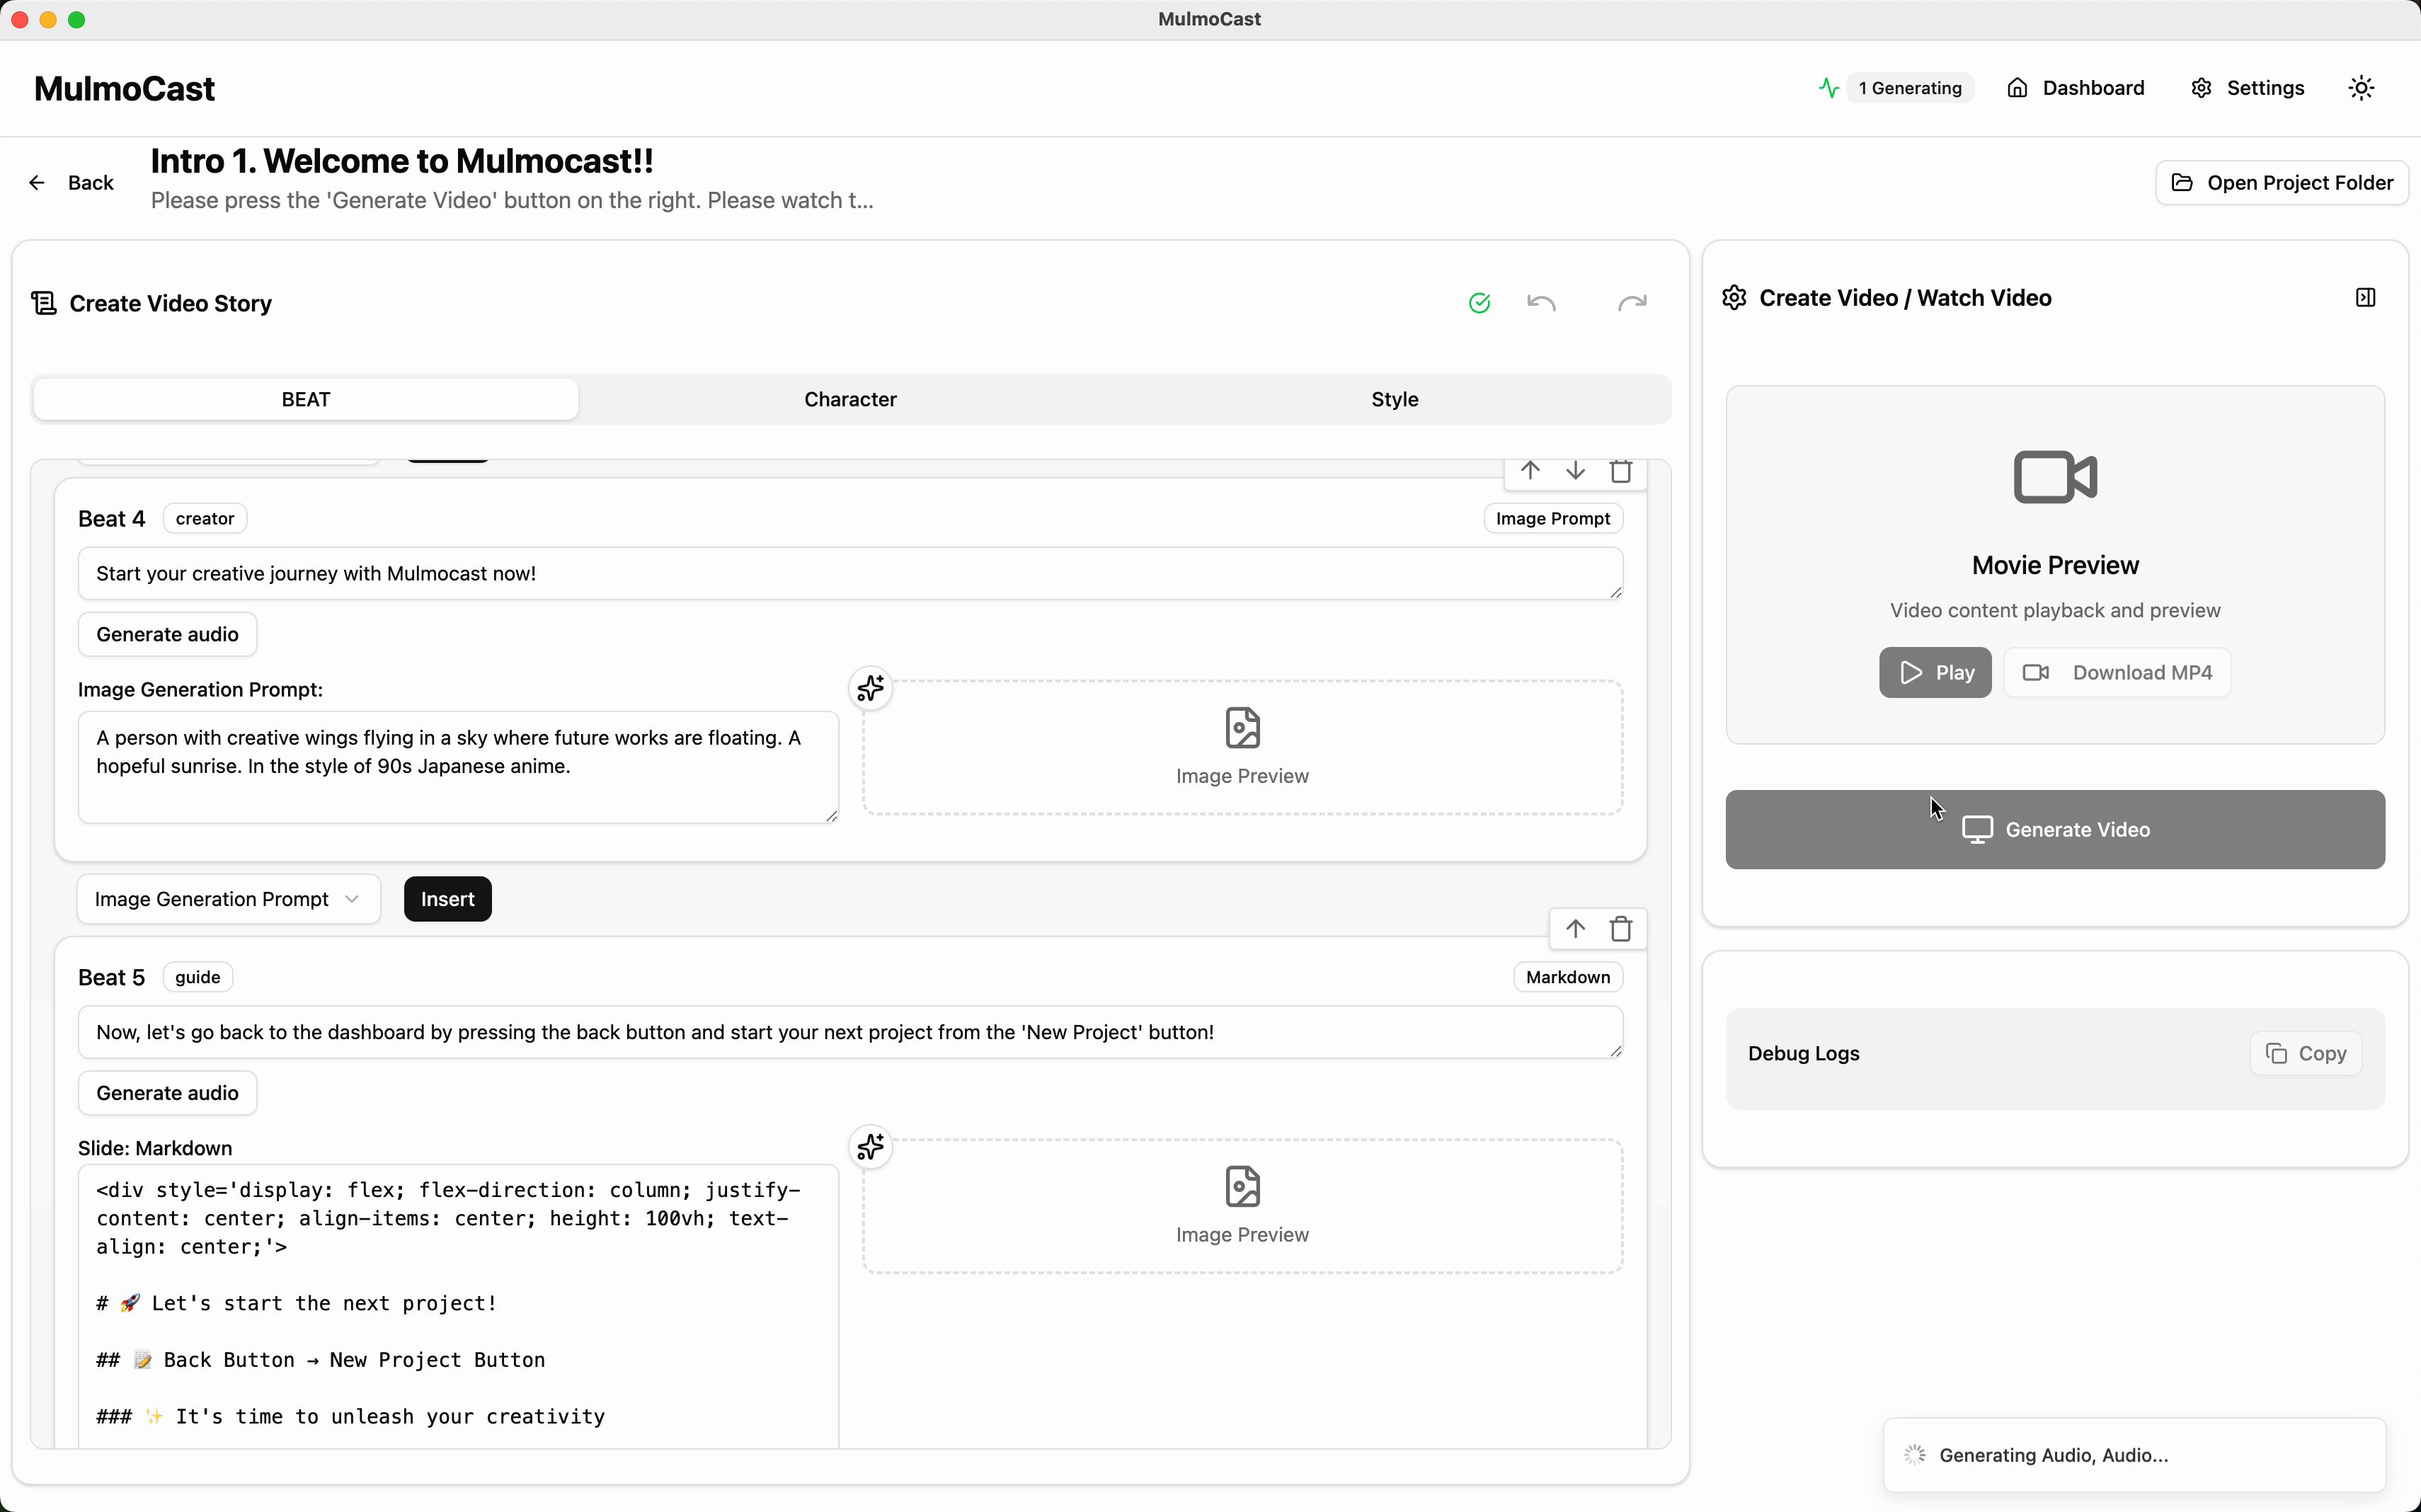 MulmoCast
MulmoCast
1 Generating
Dashboard
Settings
Back
Intro 1. Welcome to Mulmocast!!
Please press the 'Generate Video' button on the right. Please watch t...
Open Project Folder
Create Video Story
BEAT
Character
Style
Beat 4
creator
Image Prompt
Start your creative journey with Mulmocast now!
Generate audio
Image Generation Prompt:
A person with creative wings flying in a sky where future works are floating. A
hopeful sunrise. In the style of 90s Japanese anime.
Image Preview
Image Generation Prompt
Insert
Beat 5
guide
Markdown
Now, let's go back to the dashboard by pressing the back button and start your next project from the 'New Project' button!
Generate audio
Slide: Markdown
<div style='display: flex; flex-direction: column; justify-
content: center; align-items: center; height: 100vh; text-
align: center;'>
# 🚀 Let's start the next project!
## 📝 Back Button → New Project Button
### ✨ It's time to unleash your creativity
Image Preview
Create Video / Watch Video
Movie Preview
Video content playback and preview
Play
Download MP4
Generate Video
Debug Logs
Copy
Generating Audio, Audio...